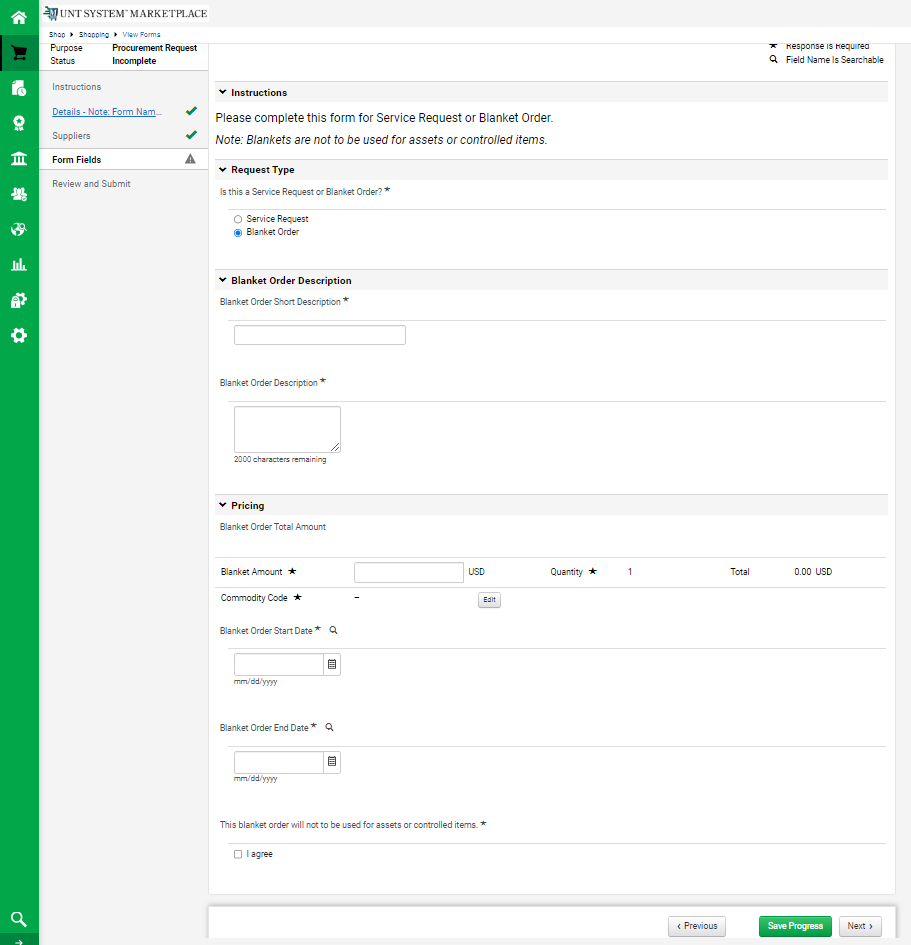 UNT SYSTEM™ MARKETPLACE
Shop Shopping View Forms
Purpose Procurement Request
Status Incomplete
★ Response Is Required
Field Name Is Searchable
Instructions
Details - Note: Form Nam...
Suppliers
Form Fields
Review and Submit
Instructions
Please complete this form for Service Request or Blanket Order.
Note: Blankets are not to be used for assets or controlled items.
Request Type
Is this a Service Request or Blanket Order? ★
Service Request
Blanket Order
Blanket Order Description
Blanket Order Short Description ★
Blanket Order Description ★
2000 characters remaining
Pricing
Blanket Order Total Amount
Blanket Amount ★ USD Quantity ★ 1 Total 0.00 USD
Commodity Code ★ – Edit
Blanket Order Start Date ★
mm/dd/yyyy
Blanket Order End Date ★
mm/dd/yyyy
This blanket order will not to be used for assets or controlled items. ★
I agree
‹ Previous Save Progress Next ›